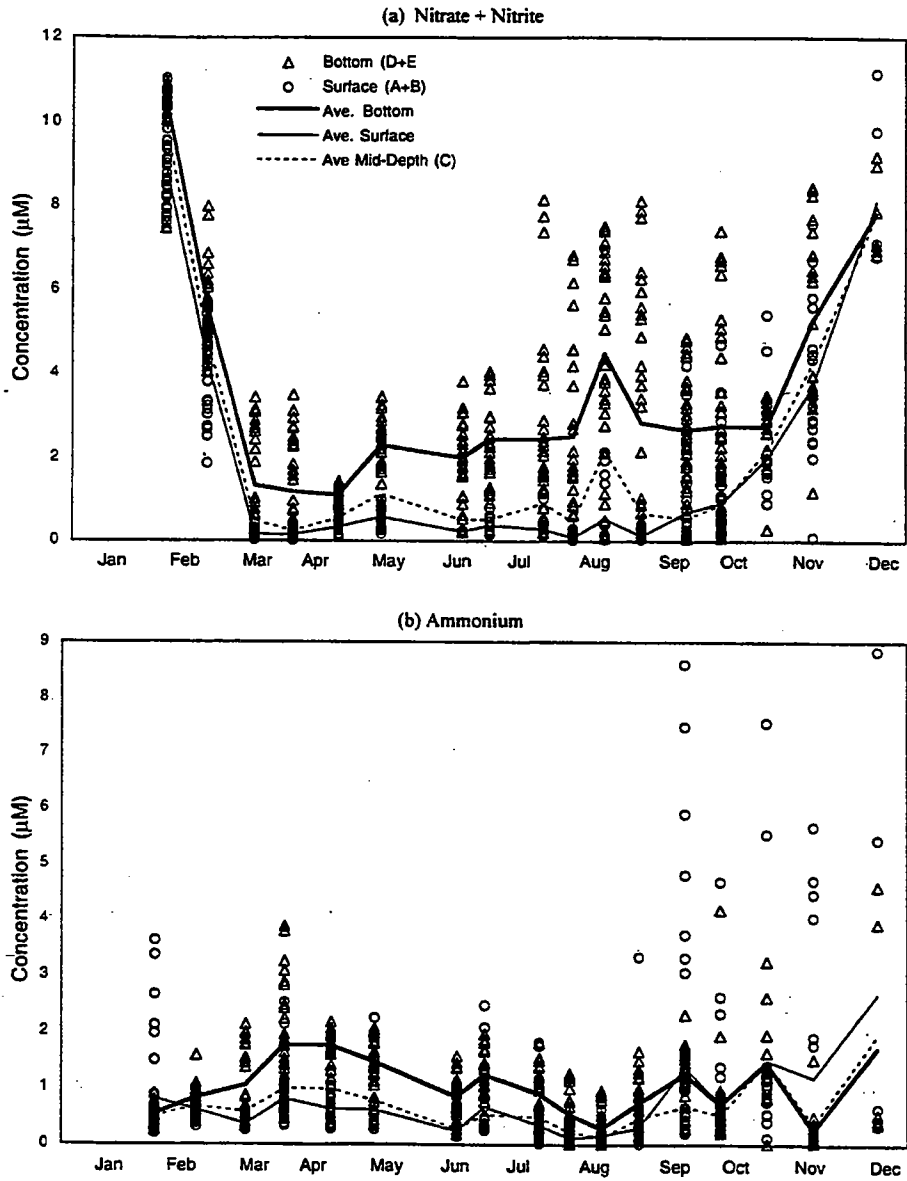 (a) Nitrate + Nitrite
12
10
8
6
4
2
0
Concentration (μM)
Bottom (D+E
Surface (A+B)
Ave. Bottom
Ave. Surface
Ave Mid-Depth (C)
Jan Feb Mar Apr May Jun Jul Aug Sep Oct Nov Dec
(b) Ammonium
9
8
7
6
5
4
3
2
1
0
Concentration (μM)
Jan Feb Mar Apr May Jun Jul Aug Sep Oct Nov Dec